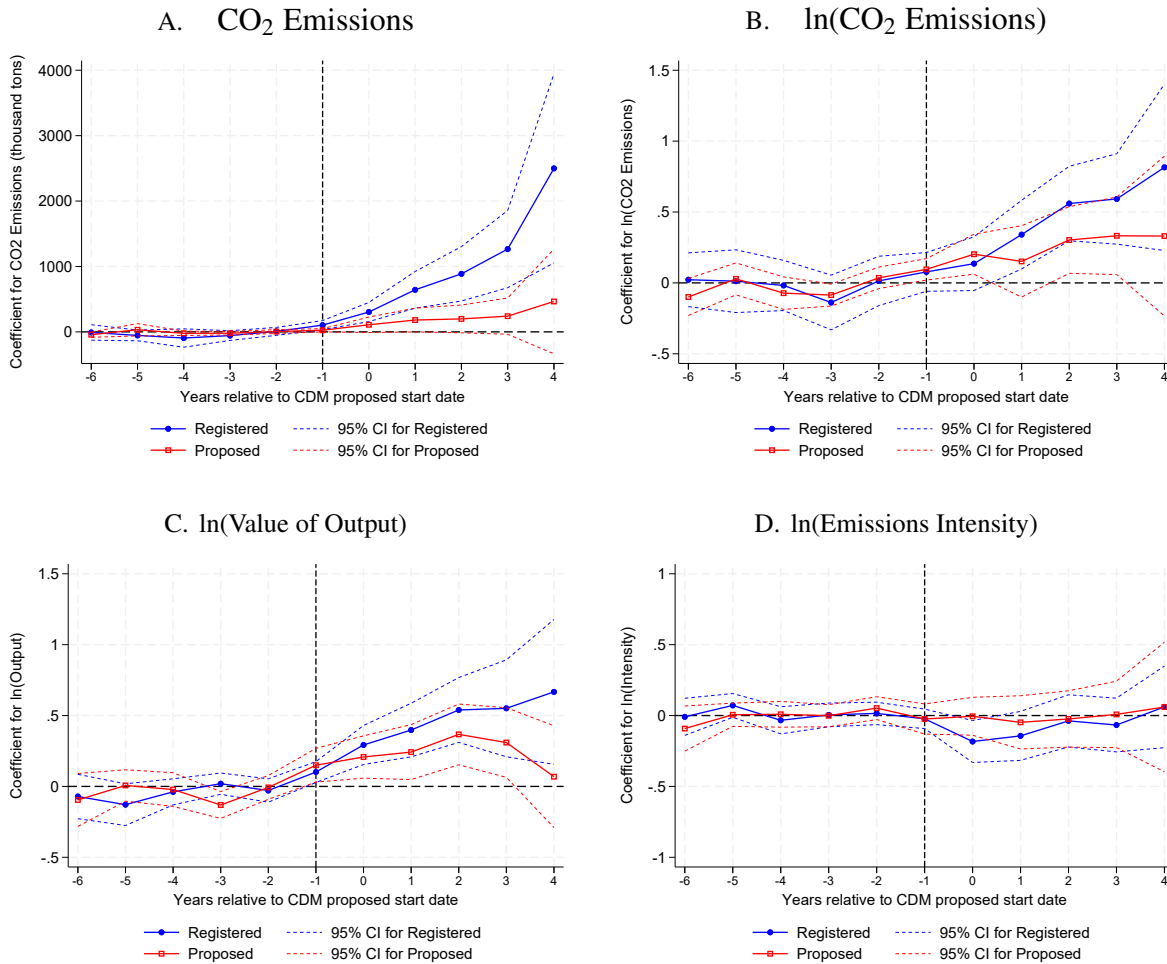 A. CO₂ Emissions
Coefficient for CO2 Emissions (thousand tons)
4000
3000
2000
1000
0
-6 -5 -4 -3 -2 -1 0 1 2 3 4
Years relative to CDM proposed start date
Registered 95% CI for Registered
Proposed 95% CI for Proposed
B. ln(CO₂ Emissions)
Coefficient for ln(CO2 Emissions)
1.5
1
.5
0
-.5
-6 -5 -4 -3 -2 -1 0 1 2 3 4
Years relative to CDM proposed start date
Registered 95% CI for Registered
Proposed 95% CI for Proposed
C. ln(Value of Output)
Coefficient for ln(Output)
1.5
1
.5
0
-.5
-6 -5 -4 -3 -2 -1 0 1 2 3 4
Years relative to CDM proposed start date
Registered 95% CI for Registered
Proposed 95% CI for Proposed
D. ln(Emissions Intensity)
Coefficient for ln(Intensity)
1
.5
0
-.5
-1
-6 -5 -4 -3 -2 -1 0 1 2 3 4
Years relative to CDM proposed start date
Registered 95% CI for Registered
Proposed 95% CI for Proposed